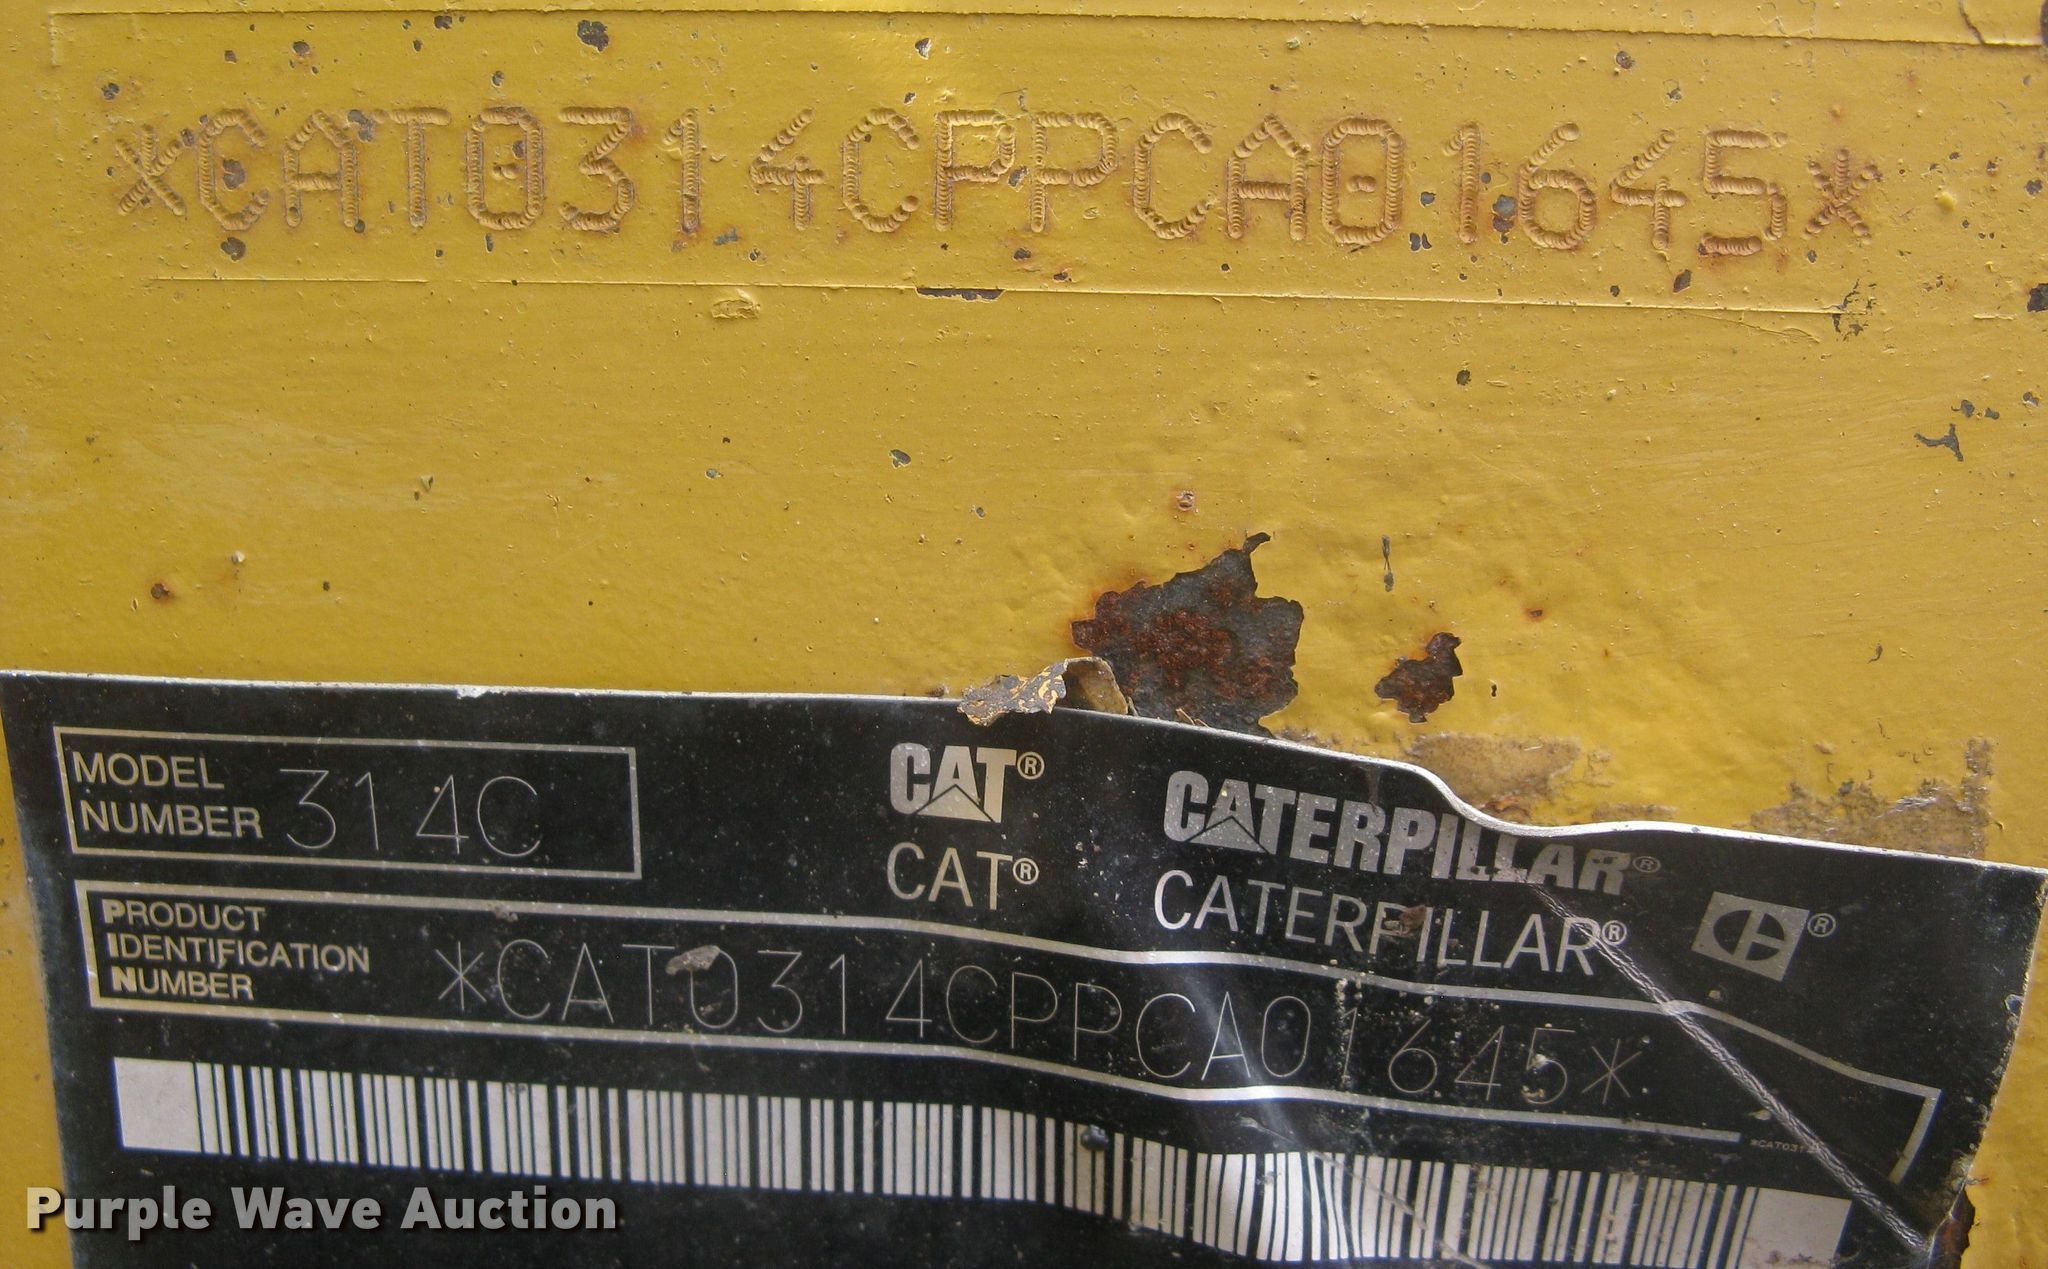 *CAT0314CPPCA01645*
MODEL
NUMBER 314C
CAT®
CAT®
CATERPILLAR®
CATERPILLAR®
®
PRODUCT
IDENTIFICATION
NUMBER
*CAT0314CPPCA01645*
Purple Wave Auction